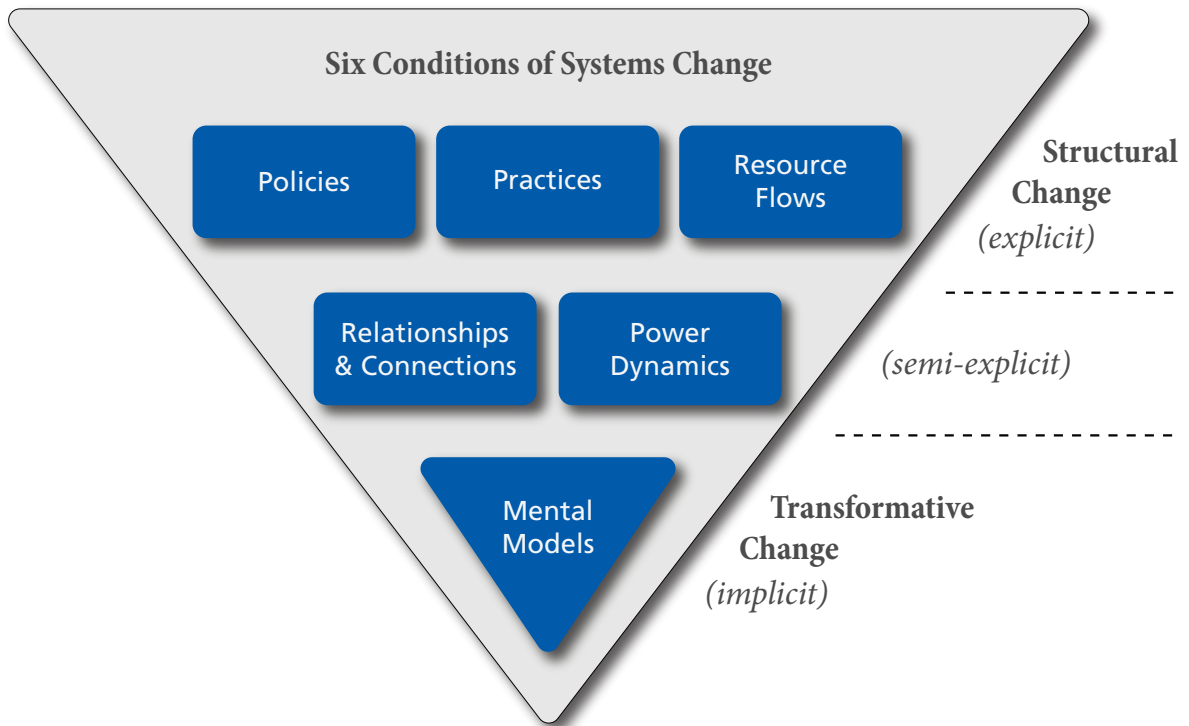 Six Conditions of Systems Change
Policies
Practices
Resource
Flows
Structural
Change
(explicit)
Relationships
& Connections
Power
Dynamics
(semi-explicit)
Mental
Models
Transformative
Change
(implicit)